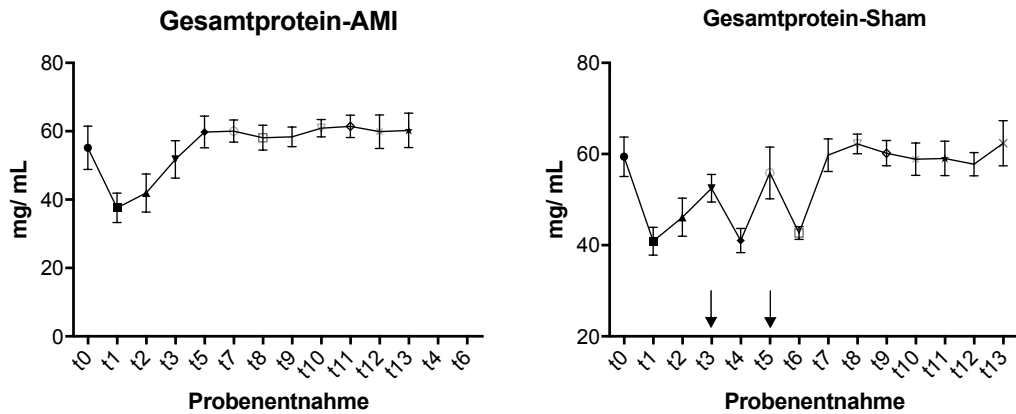 Gesamtprotein-AMI
80
60
40
20
0
mg/ mL
t0 t1 t2 t3 t5 t7 t8 t9 t10 t11 t12 t13 t4 t6
Probenentnahme
Gesamtprotein-Sham
80
60
40
20
mg/ mL
t0 t1 t2 t3 t4 t5 t6 t7 t8 t9 t10 t11 t12 t13
Probenentnahme